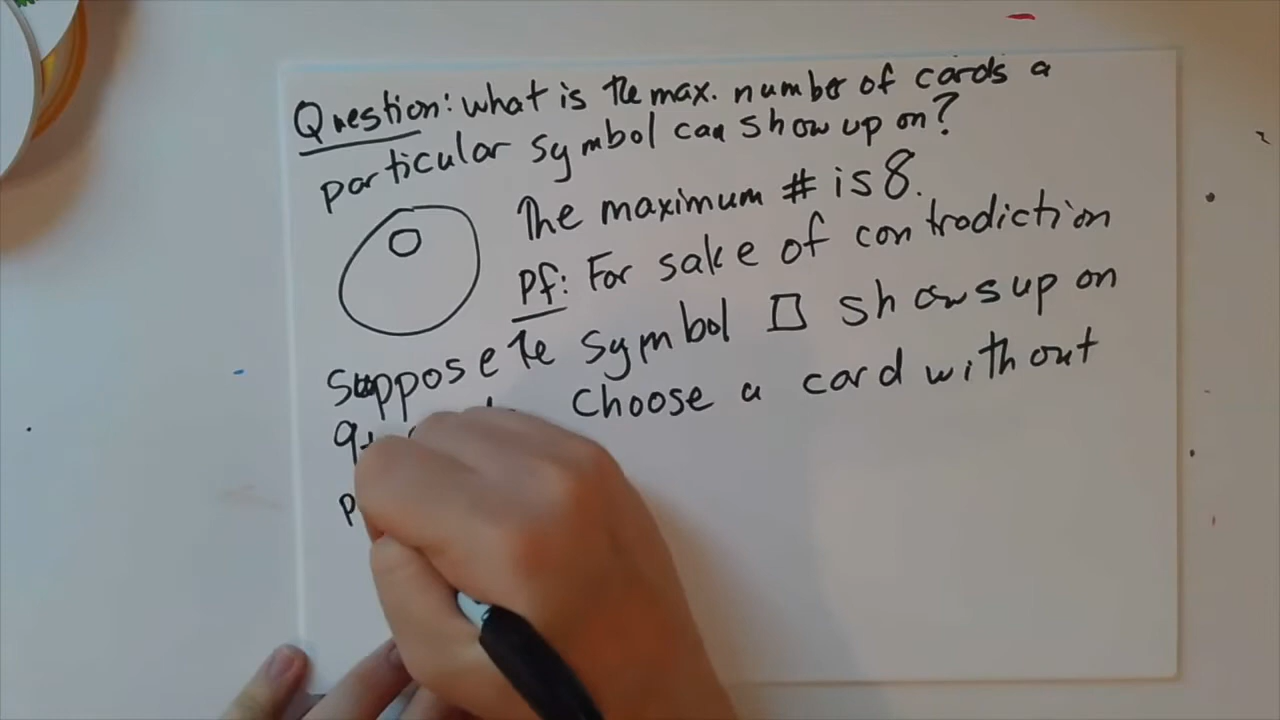 Question: what is the max. number of cards a
particular symbol can show up on?
The maximum # is 8.
Pf: For sake of contradiction
Suppose the symbol □ shows up on
Choose a card without